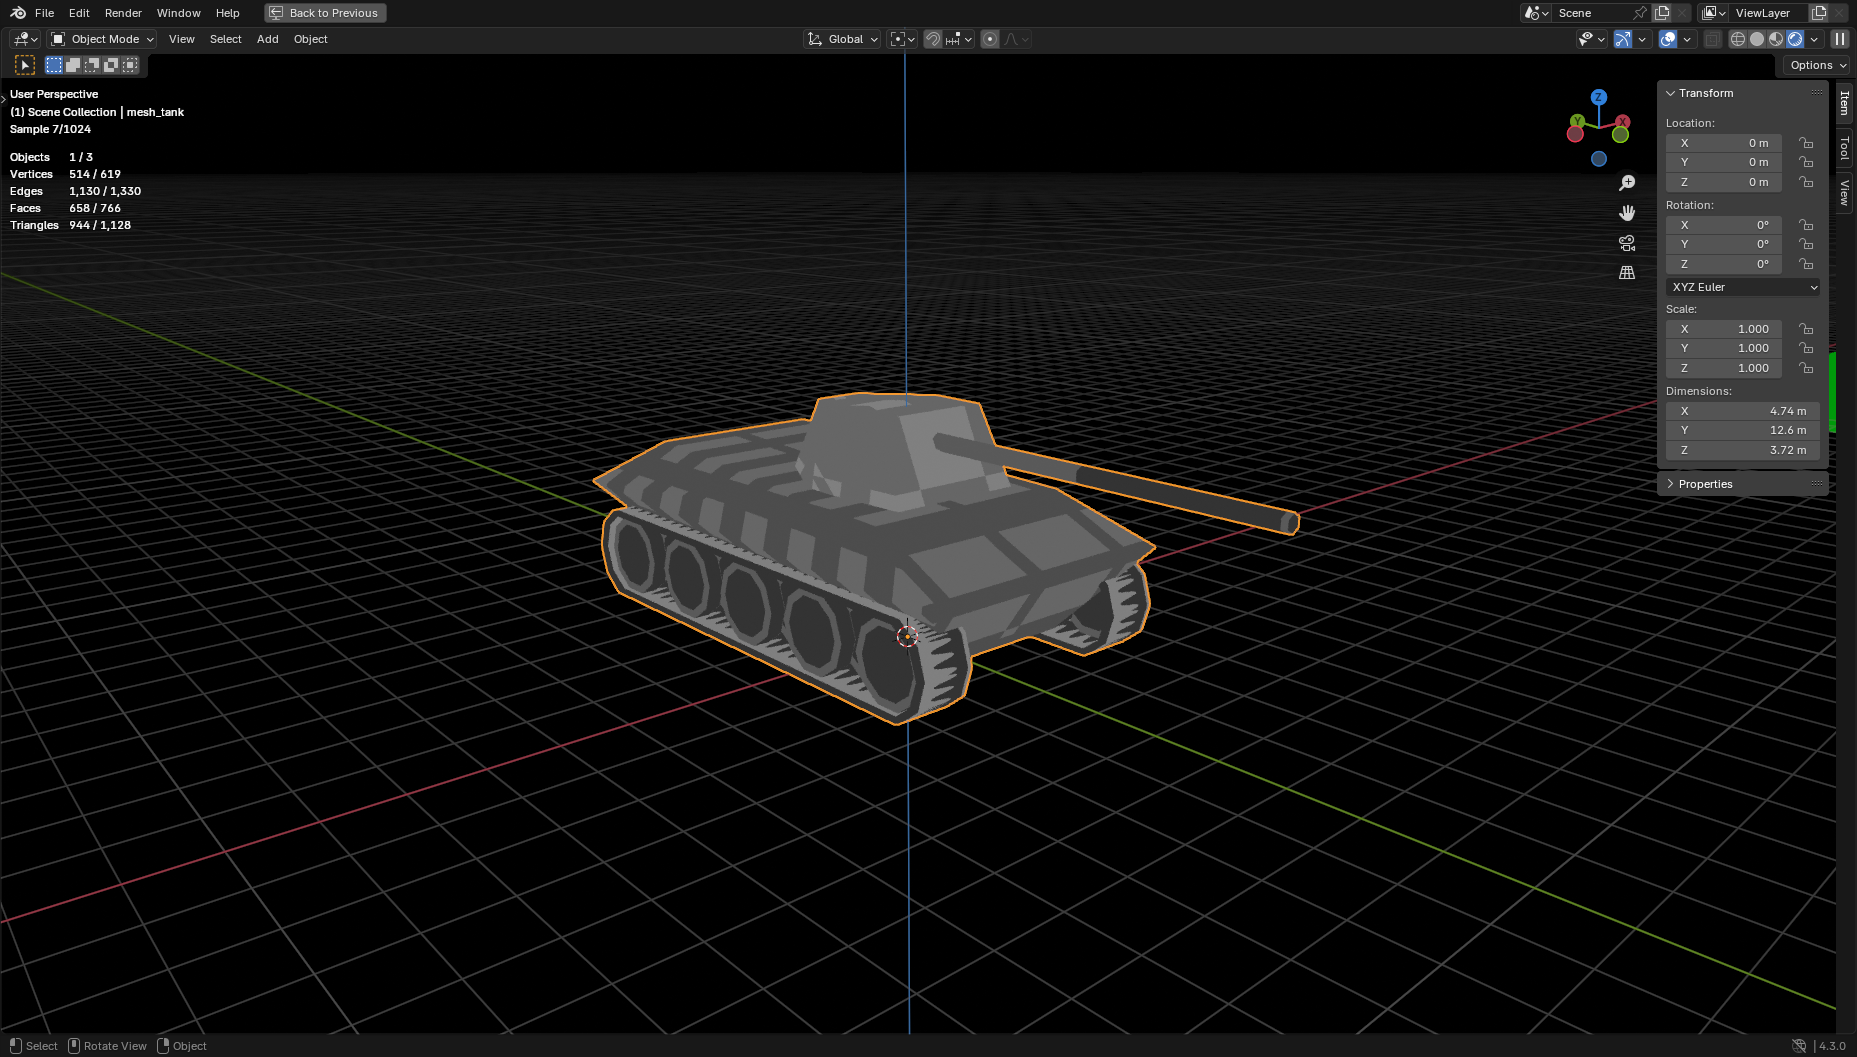 File Edit Render Window Help Back to Previous Scene ViewLayer
Object Mode View Select Add Object Global
Options
User Perspective
(1) Scene Collection | mesh_tank
Sample 7/1024
Objects 1 / 3
Vertices 514 / 619
Edges 1,130 / 1,330
Faces 658 / 766
Triangles 944 / 1,128
Z
Y X
Transform
Location:
X 0 m
Y 0 m
Z 0 m
Rotation:
X 0°
Y 0°
Z 0°
XYZ Euler
Scale:
X 1.000
Y 1.000
Z 1.000
Dimensions:
X 4.74 m
Y 12.6 m
Z 3.72 m
Properties
Item
Tool
View
Select Rotate View Object 4.3.0